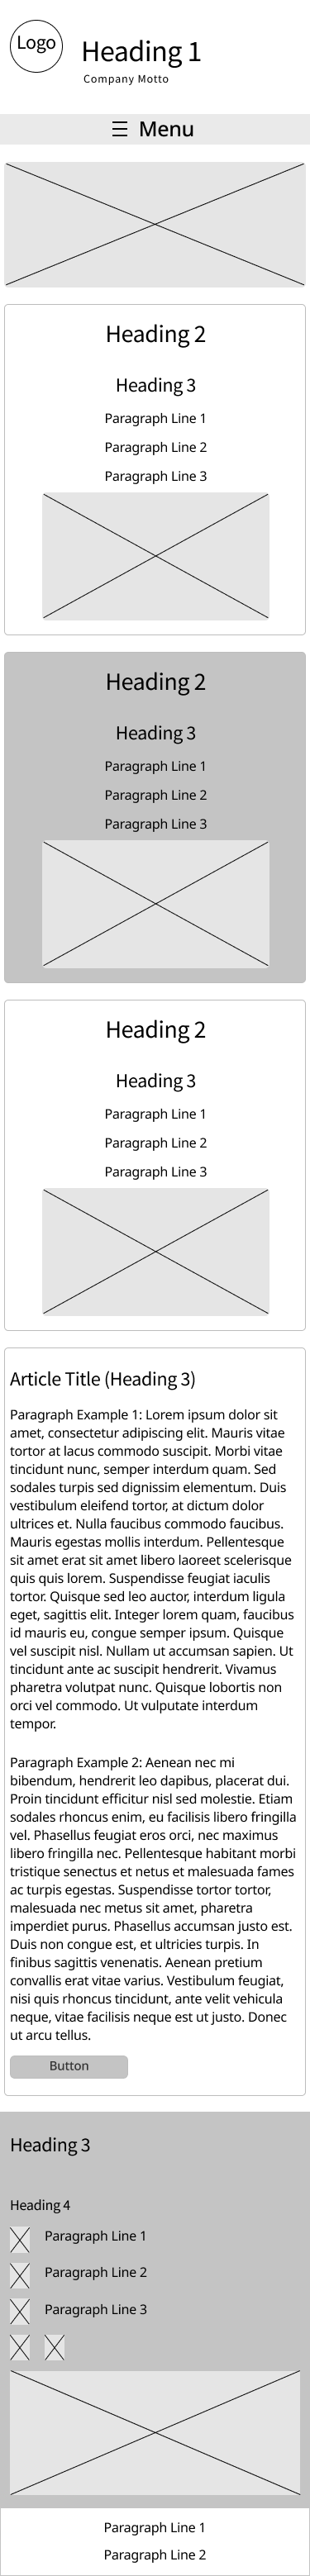 Logo
Heading 1
Company Motto
☰ Menu
Heading 2
Heading 3
Paragraph Line 1
Paragraph Line 2
Paragraph Line 3
Heading 2
Heading 3
Paragraph Line 1
Paragraph Line 2
Paragraph Line 3
Heading 2
Heading 3
Paragraph Line 1
Paragraph Line 2
Paragraph Line 3
Article Title (Heading 3)
Paragraph Example 1: Lorem ipsum dolor sit
amet, consectetur adipiscing elit. Mauris vitae
tortor at lacus commodo suscipit. Morbi vitae
tincidunt nunc, semper interdum quam. Sed
sodales turpis sed dignissim elementum. Duis
vestibulum eleifend tortor, at dictum dolor
ultrices et. Nulla faucibus commodo faucibus.
Mauris egestas mollis interdum. Pellentesque
sit amet erat sit amet libero laoreet scelerisque
quis quis lorem. Suspendisse feugiat iaculis
tortor. Quisque sed leo auctor, interdum ligula
eget, sagittis elit. Integer lorem quam, faucibus
id mauris eu, congue semper ipsum. Quisque
vel suscipit nisl. Nullam ut accumsan sapien. Ut
tincidunt ante ac suscipit hendrerit. Vivamus
pharetra volutpat nunc. Quisque lobortis non
orci vel commodo. Ut vulputate interdum
tempor.
Paragraph Example 2: Aenean nec mi
bibendum, hendrerit leo dapibus, placerat dui.
Proin tincidunt efficitur nisl sed molestie. Etiam
sodales rhoncus enim, eu facilisis libero fringilla
vel. Phasellus feugiat eros orci, nec maximus
libero fringilla nec. Pellentesque habitant morbi
tristique senectus et netus et malesuada fames
ac turpis egestas. Suspendisse tortor tortor,
malesuada nec metus sit amet, pharetra
imperdiet purus. Phasellus accumsan justo est.
Duis non congue est, et ultricies turpis. In
finibus sagittis venenatis. Aenean pretium
convallis erat vitae varius. Vestibulum feugiat,
nisi quis rhoncus tincidunt, ante velit vehicula
neque, vitae facilisis neque est ut justo. Donec
ut arcu tellus.
Button
Heading 3
Heading 4
Paragraph Line 1
Paragraph Line 2
Paragraph Line 3
Paragraph Line 1
Paragraph Line 2